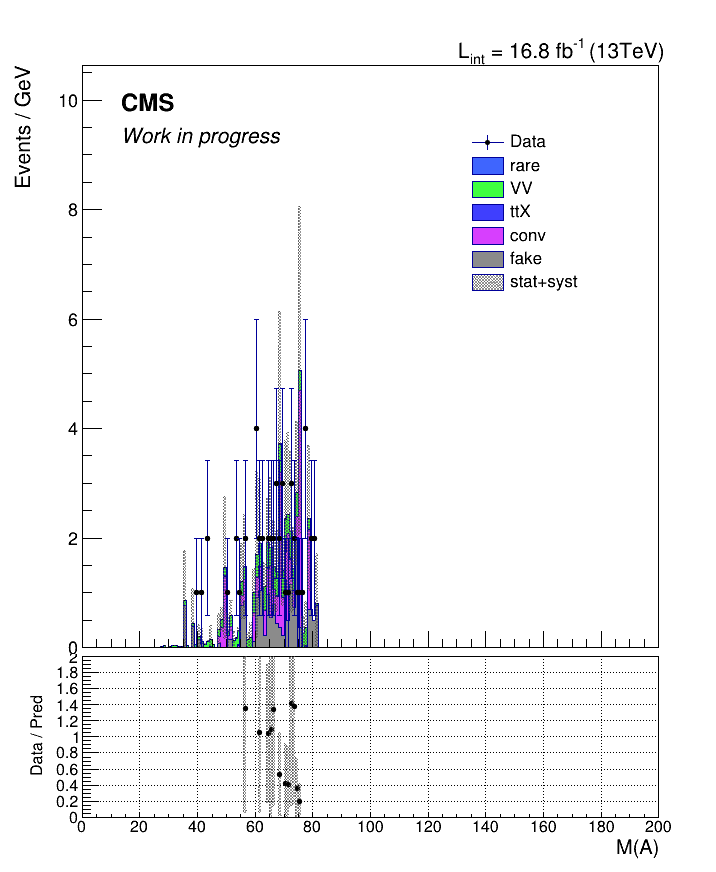 L_int = 16.8 fb^-1 (13TeV)
Events / GeV
10
8
6
4
2
0
CMS
Work in progress
Data
rare
VV
ttX
conv
fake
stat+syst
Data / Pred
2
1.8
1.6
1.4
1.2
1
0.8
0.6
0.4
0.2
0
0 20 40 60 80 100 120 140 160 180 200
M(A)